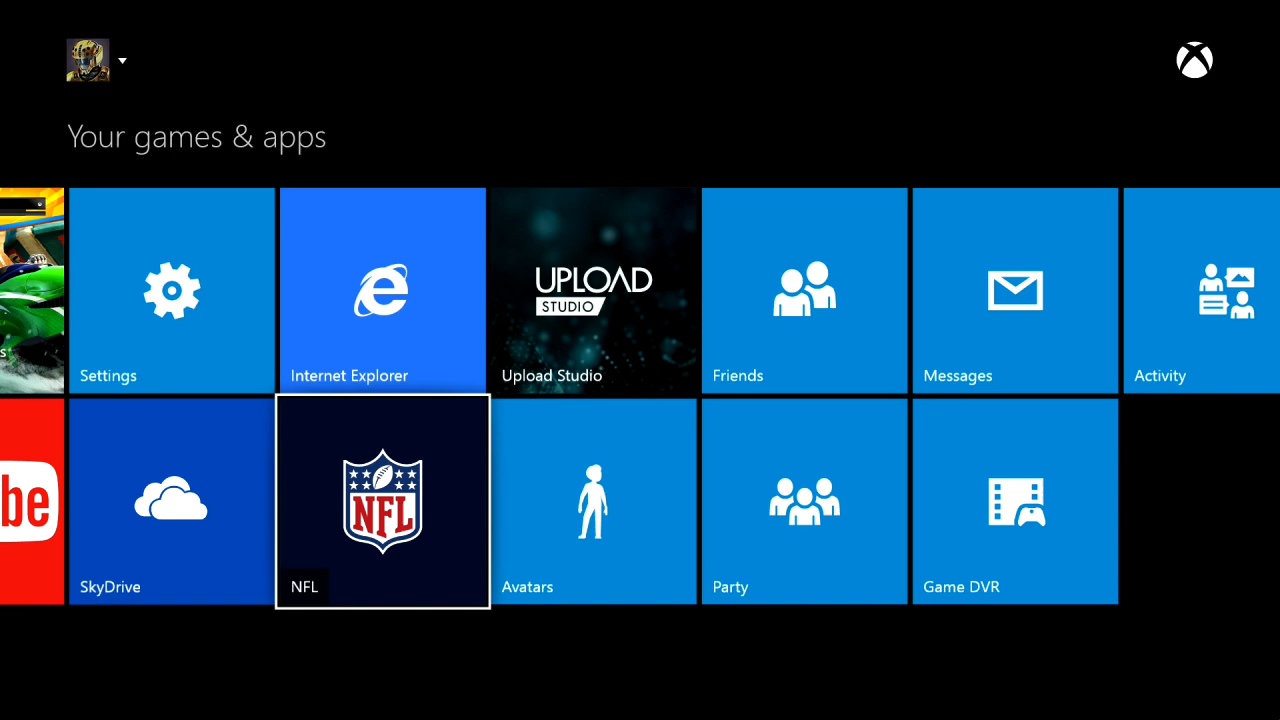 Your games & apps
s
Settings
Internet Explorer
UPLOAD
STUDIO
Upload Studio
Friends
Messages
Activity
be
SkyDrive
NFL
NFL
Avatars
Party
Game DVR